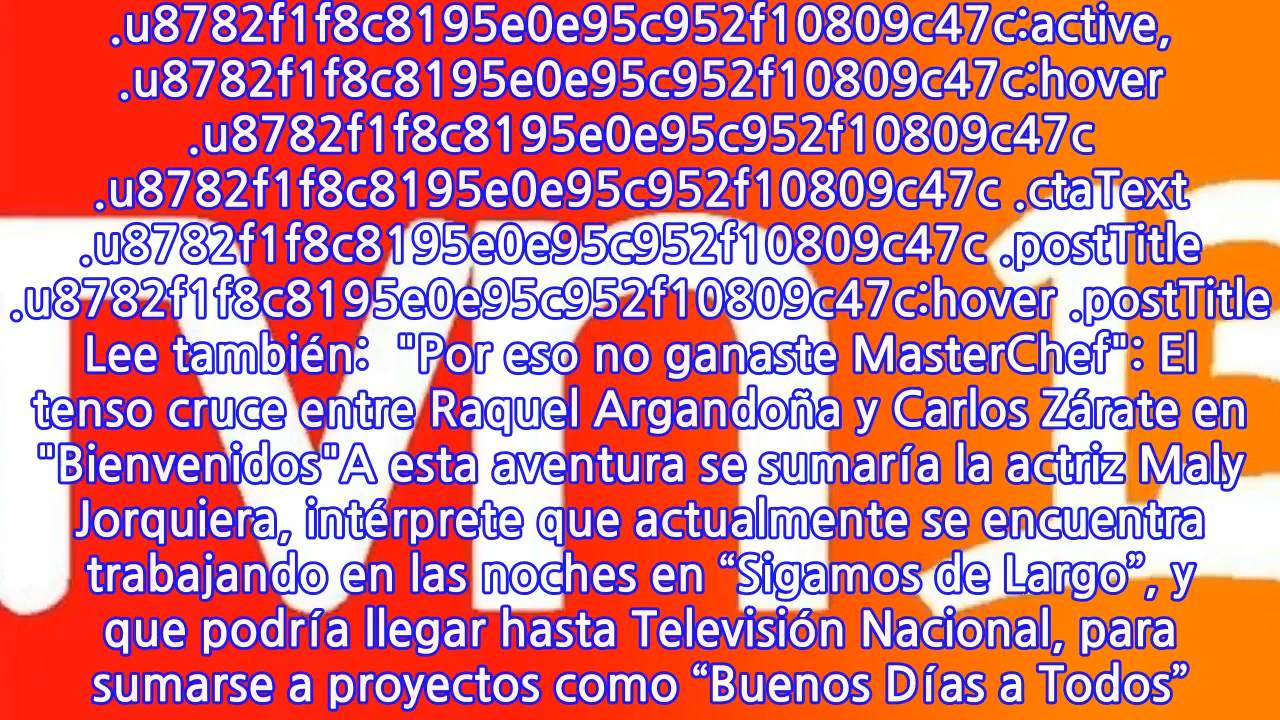 .u8782f1f8c8195e0e95c952f10809c47c:active,
.u8782f1f8c8195e0e95c952f10809c47c:hover
.u8782f1f8c8195e0e95c952f10809c47c
.u8782f1f8c8195e0e95c952f10809c47c .ctaText
.u8782f1f8c8195e0e95c952f10809c47c .postTitle
.u8782f1f8c8195e0e95c952f10809c47c:hover .postTitle
Lee también:  "Por eso no ganaste MasterChef": El
tenso cruce entre Raquel Argandoña y Carlos Zárate en
"Bienvenidos"A esta aventura se sumaría la actriz Maly
Jorquiera, intérprete que actualmente se encuentra
trabajando en las noches en “Sigamos de Largo”, y
que podría llegar hasta Televisión Nacional, para
sumarse a proyectos como “Buenos Días a Todos”
tvn